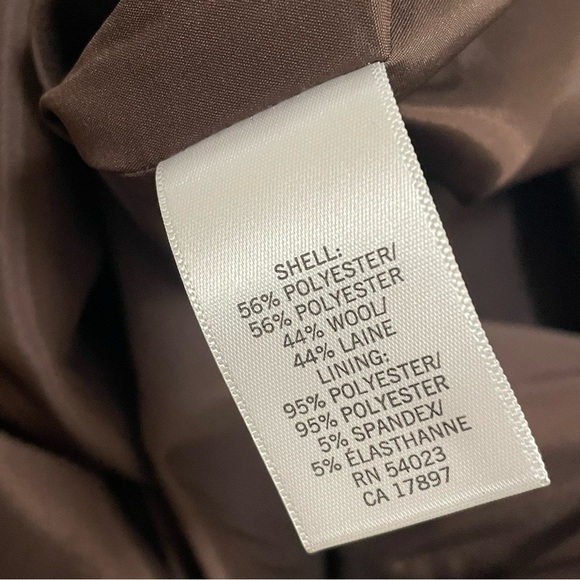 SHELL:
56% POLYESTER/
56% POLYESTER
44% WOOL/
44% LAINE
LINING:
95% POLYESTER/
95% POLYESTER
5% SPANDEX/
5% ÉLASTHANNE
RN 54023
CA 17897